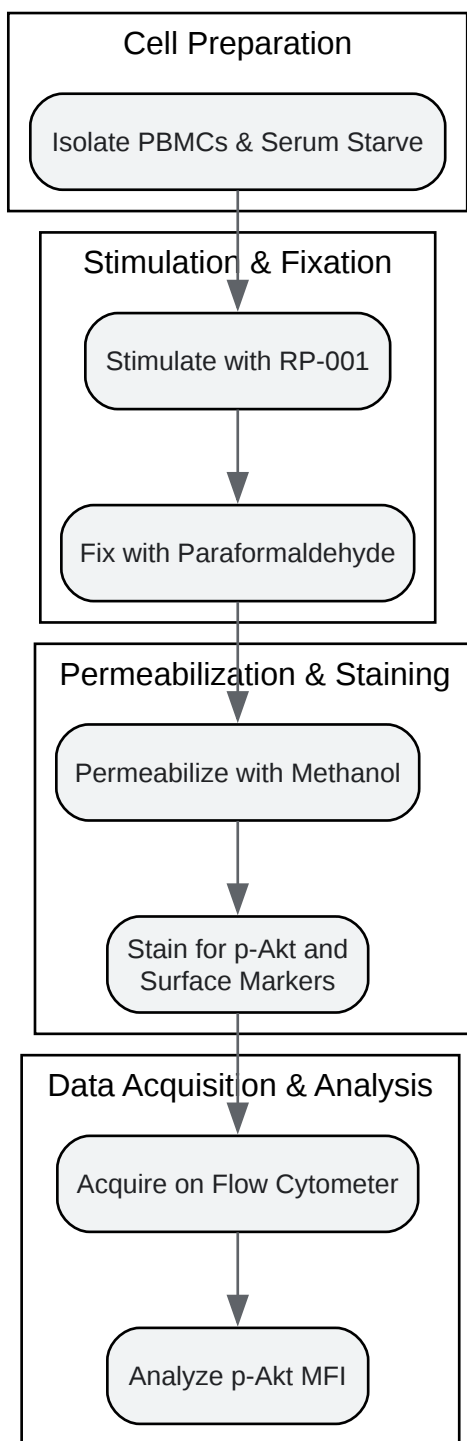 Cell Preparation
Isolate PBMCs & Serum Starve
Stimulation & Fixation
Stimulate with RP-001
Fix with Paraformaldehyde
Permeabilization & Staining
Permeabilize with Methanol
Stain for p-Akt and
Surface Markers
Data Acquisition & Analysis
Acquire on Flow Cytometer
Analyze p-Akt MFI